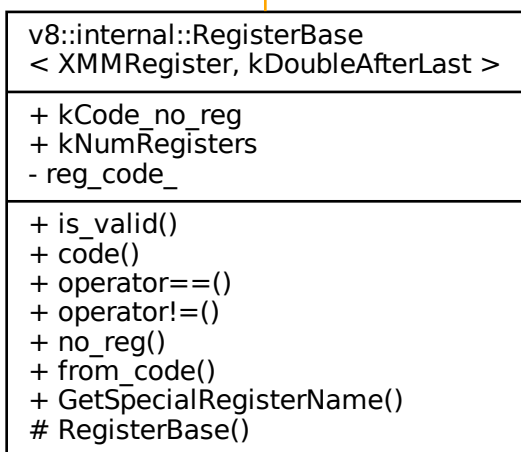 v8::internal::RegisterBase
< XMMRegister, kDoubleAfterLast >
+ kCode_no_reg
+ kNumRegisters
- reg_code_
+ is_valid()
+ code()
+ operator==()
+ operator!=()
+ no_reg()
+ from_code()
+ GetSpecialRegisterName()
# RegisterBase()